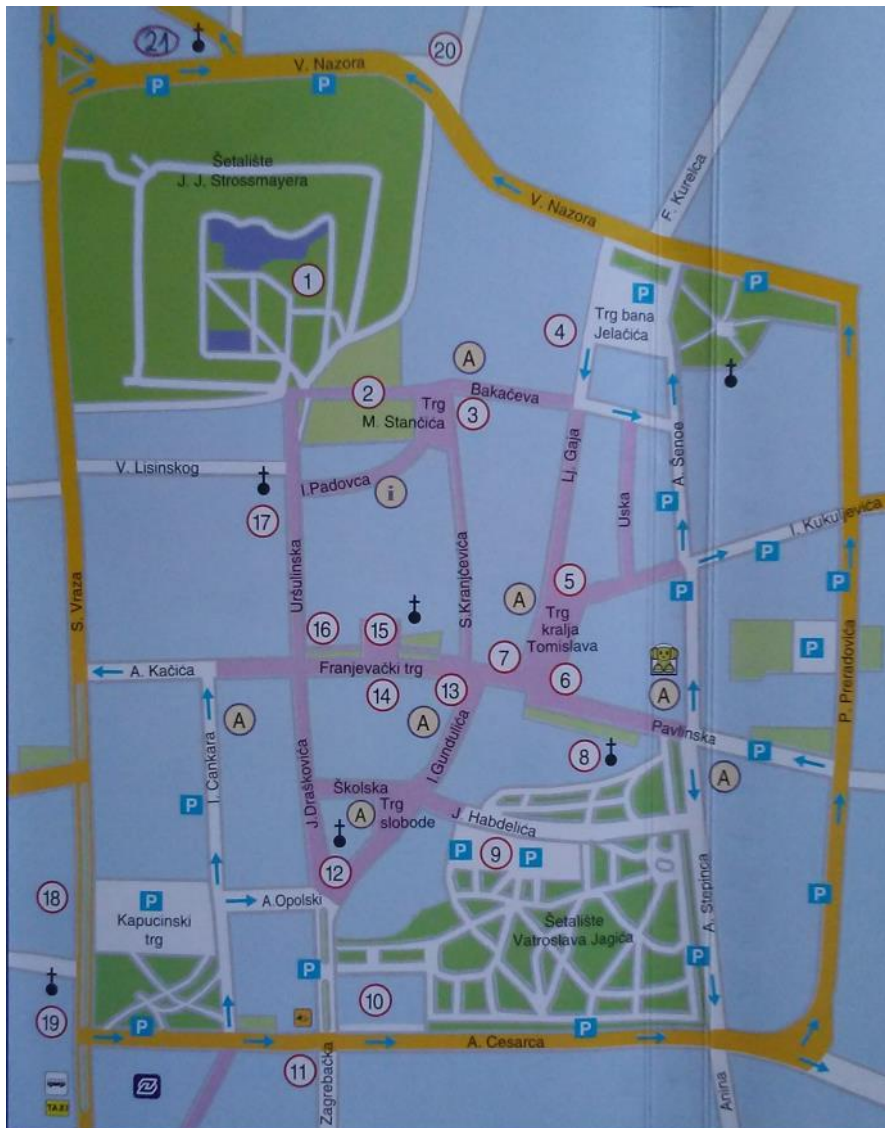 21
20
V. Nazora
P
P
Šetalište
J. J. Strossmayera
F. Kurelca
V. Nazora
1
P
P
Trg bana
Jelačića
4
A
2
Bakačeva
Trg
M. Stančića
3
V. Lisinskog
I.Padovca
i
17
Lj. Gaja
A. Šenoe
Uska
P
I. Kukuljevića
P
Uršulinska
S.Kranjčevića
5
A
P
P
S. Vraza
16
15
Trg
kralja
Tomislava
7
6
P
A. Kačića
Franjevački trg
14
13
A
A
A
P. Preradovića
Pavlinska
P
8
A
I. Cankara
J.Draškovića
I.Gundulića
Školska
A
Trg
slobode
J. Habdelića
P
P
9
P
12
18
P
A.Opolski
Kapucinski
trg
Šetalište
Vatroslava Jagića
A. Stepinca
P
P
P
10
19
P
P
A. Cesarca
11
Zagrebačka
Anina
TAXI